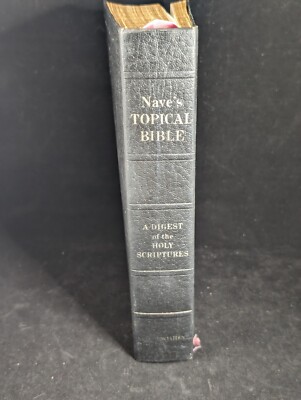 Nave's
TOPICAL
BIBLE
A DIGEST
of the
HOLY
SCRIPTURES